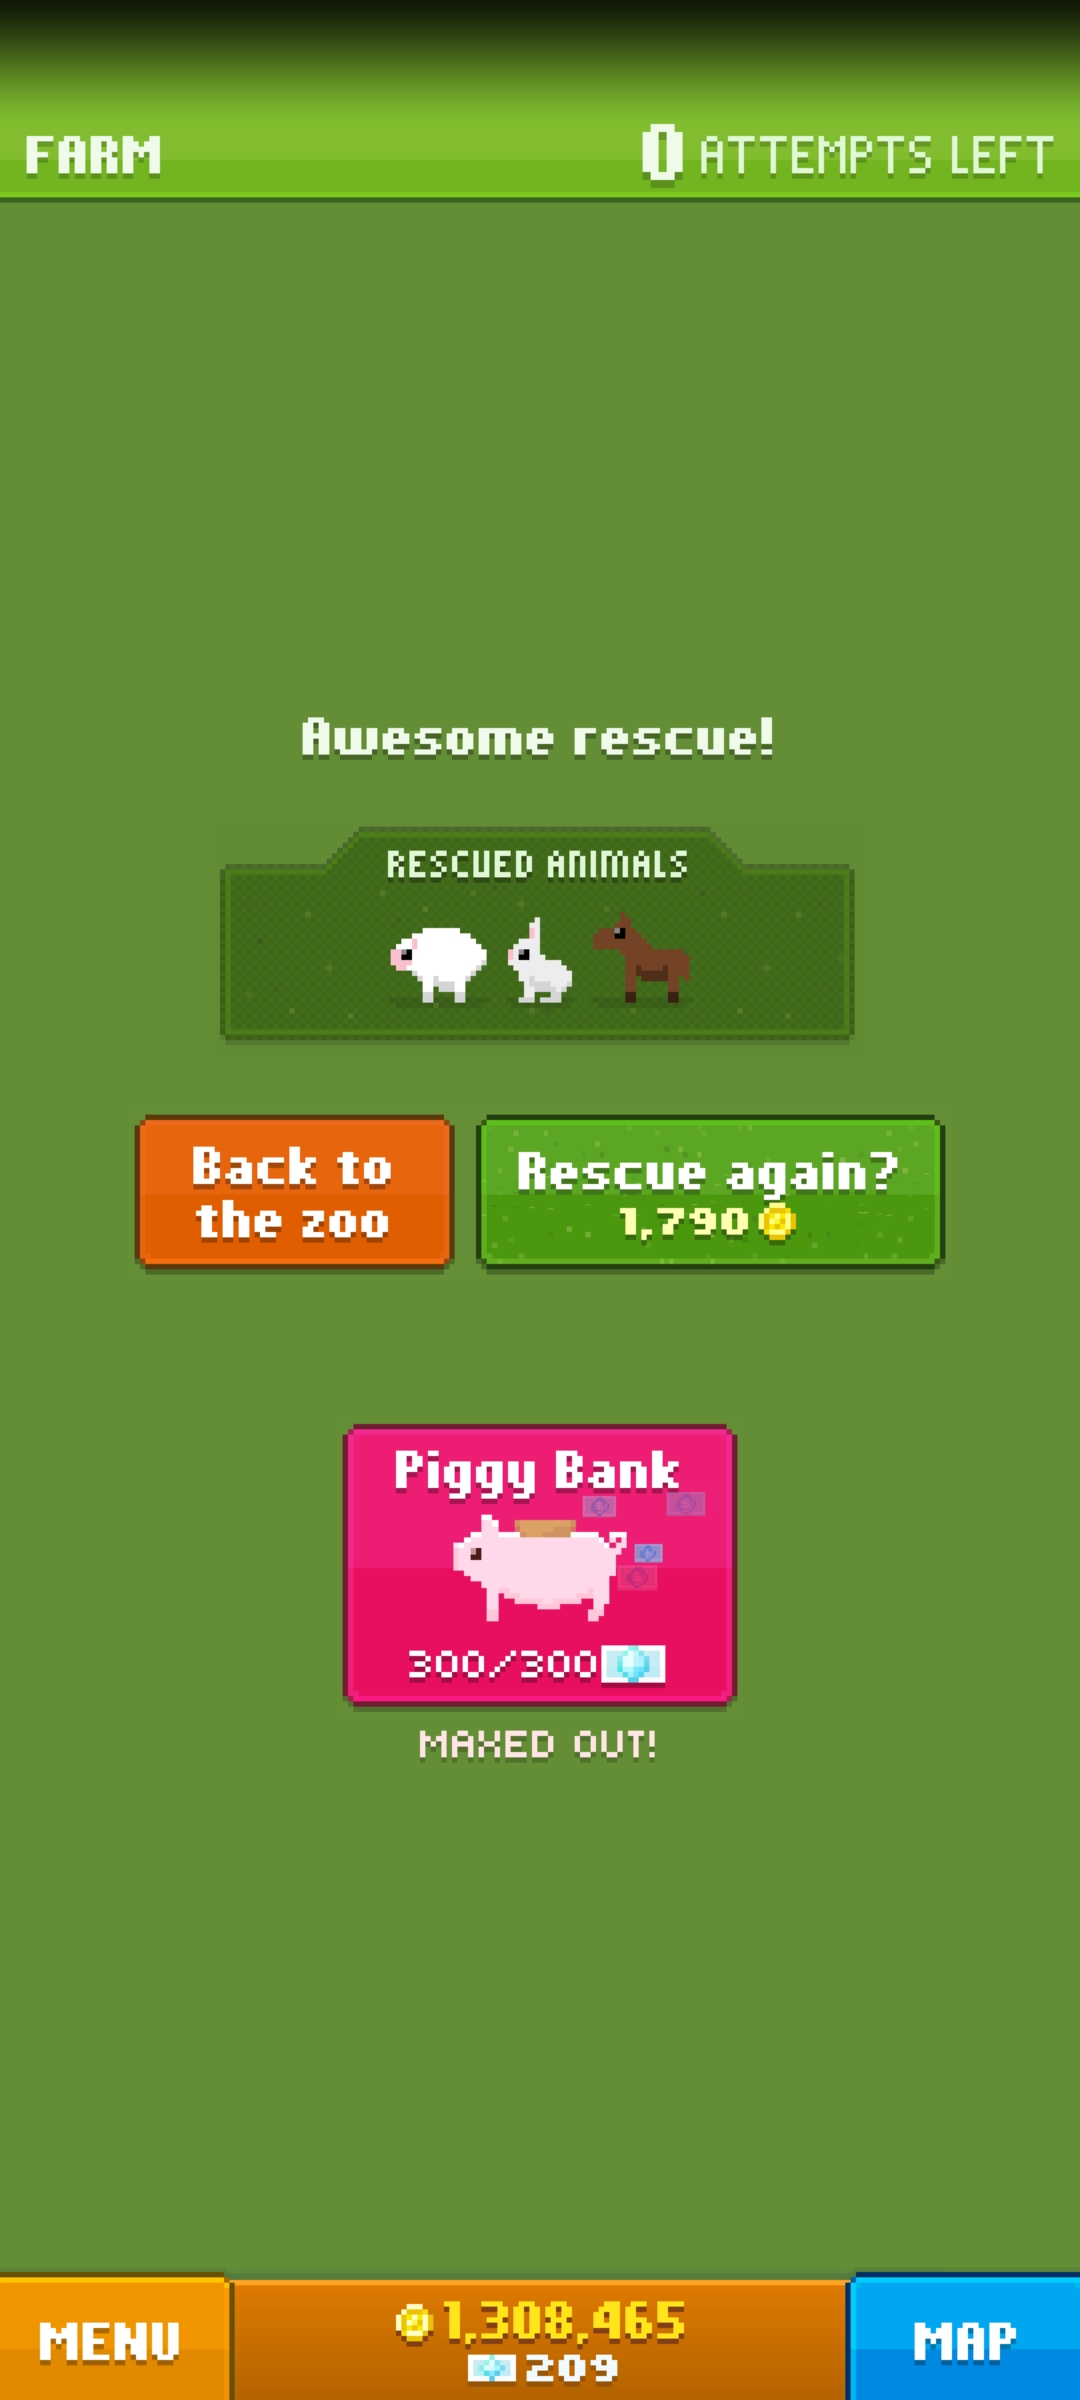 FARM
0 ATTEMPTS LEFT
Awesome rescue!
RESCUED ANIMALS
Back to
the zoo
Rescue again?
1,790
Piggy Bank
300/300
MAXED OUT!
MENU
1,308,465
209
MAP